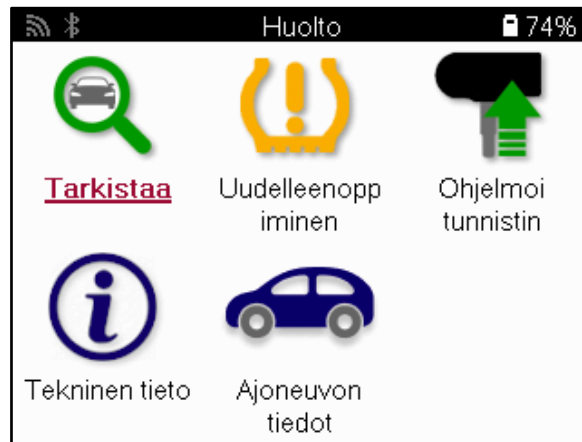 Huolto
74%
Tarkistaa
Uudelleenopp
iminen
Ohjelmoi
tunnistin
Tekninen tieto
Ajoneuvon
tiedot